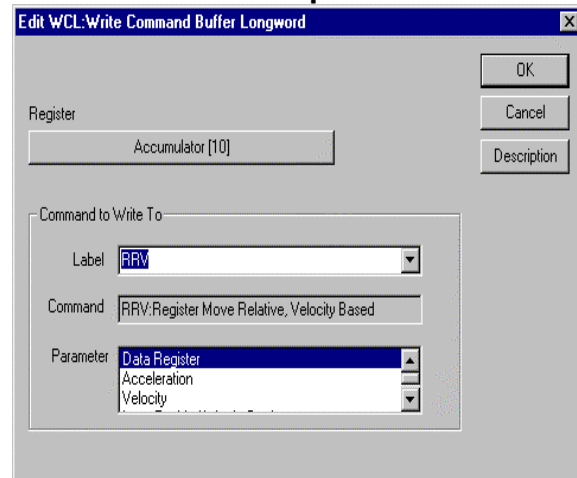 Edit WCL:Write Command Buffer Longword
OK
Register
Cancel
Accumulator [10]
Description
Command to Write To
Label RRV
Command RRV:Register Move Relative, Velocity Based
Parameter Data Register
Acceleration
Velocity